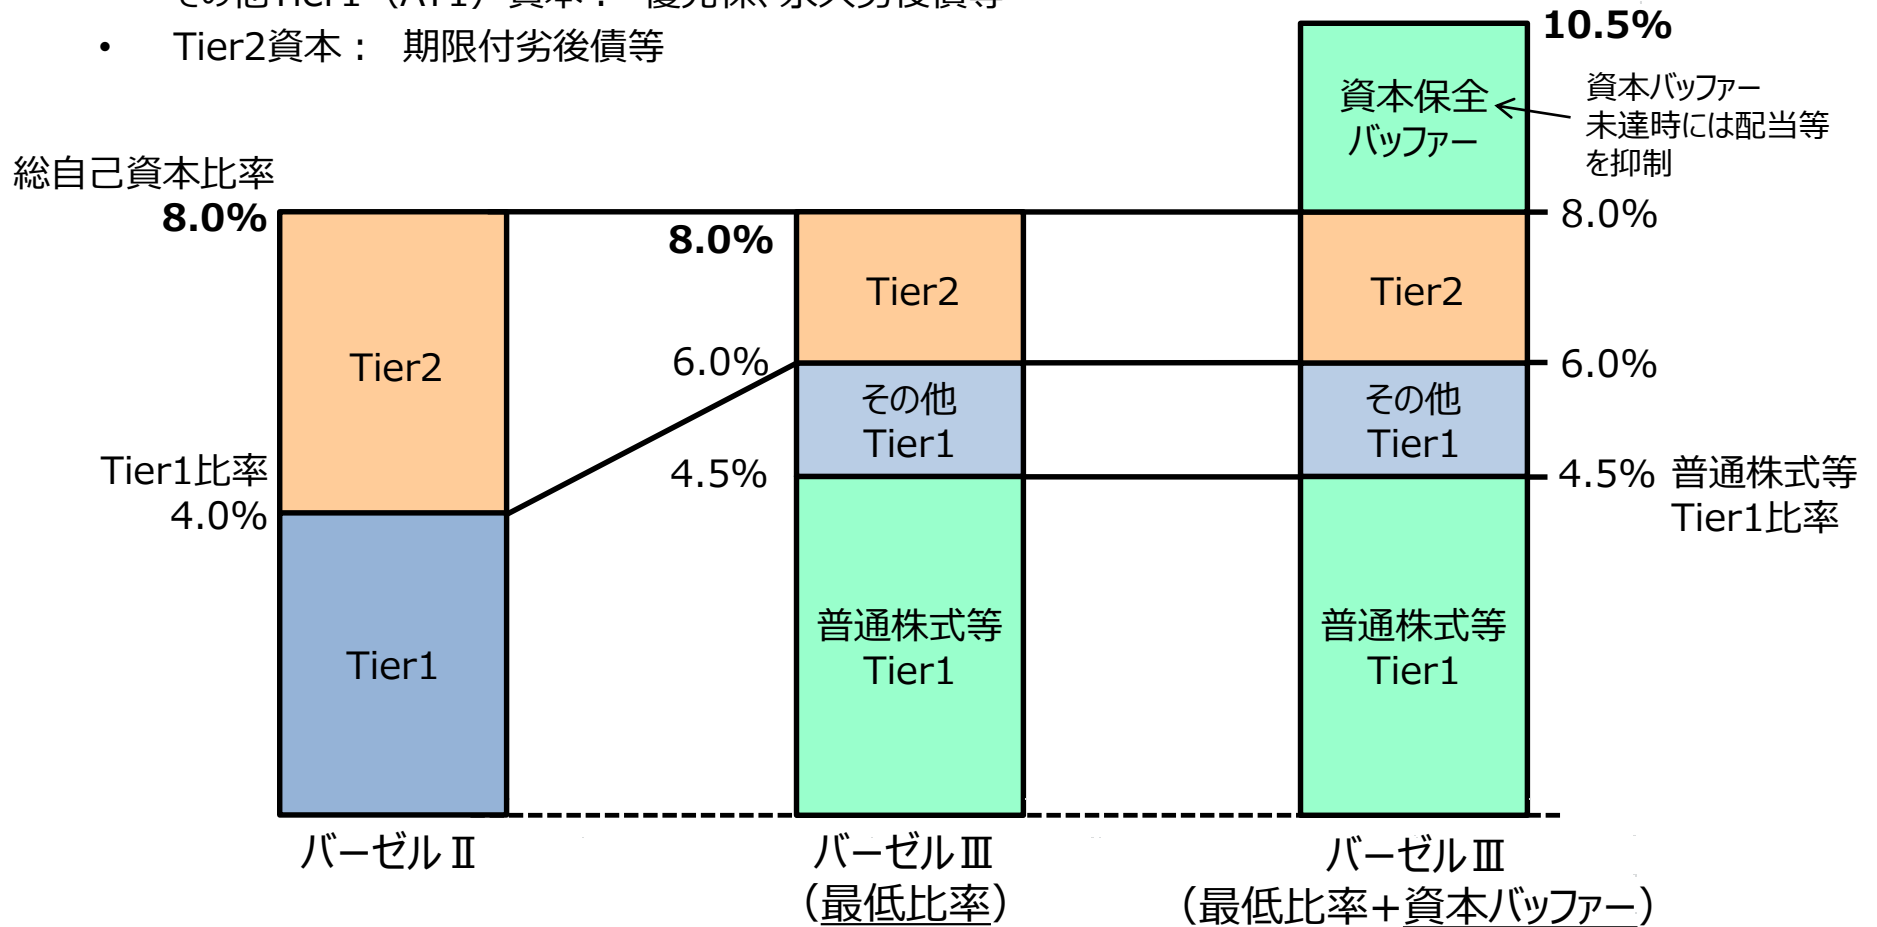 • Tier2資本： 期限付劣後債等
10.5%
資本保全
バッファー
資本バッファー
未達時には配当等
を抑制
総自己資本比率
8.0%
8.0%
8.0%
Tier2
Tier2
Tier2
6.0%
6.0%
その他
Tier1
その他
Tier1
Tier1比率
4.0%
4.5%
4.5% 普通株式等
Tier1比率
Tier1
普通株式等
Tier1
普通株式等
Tier1
バーゼルⅡ
バーゼルⅢ
（最低比率）
バーゼルⅢ
（最低比率+資本バッファー）